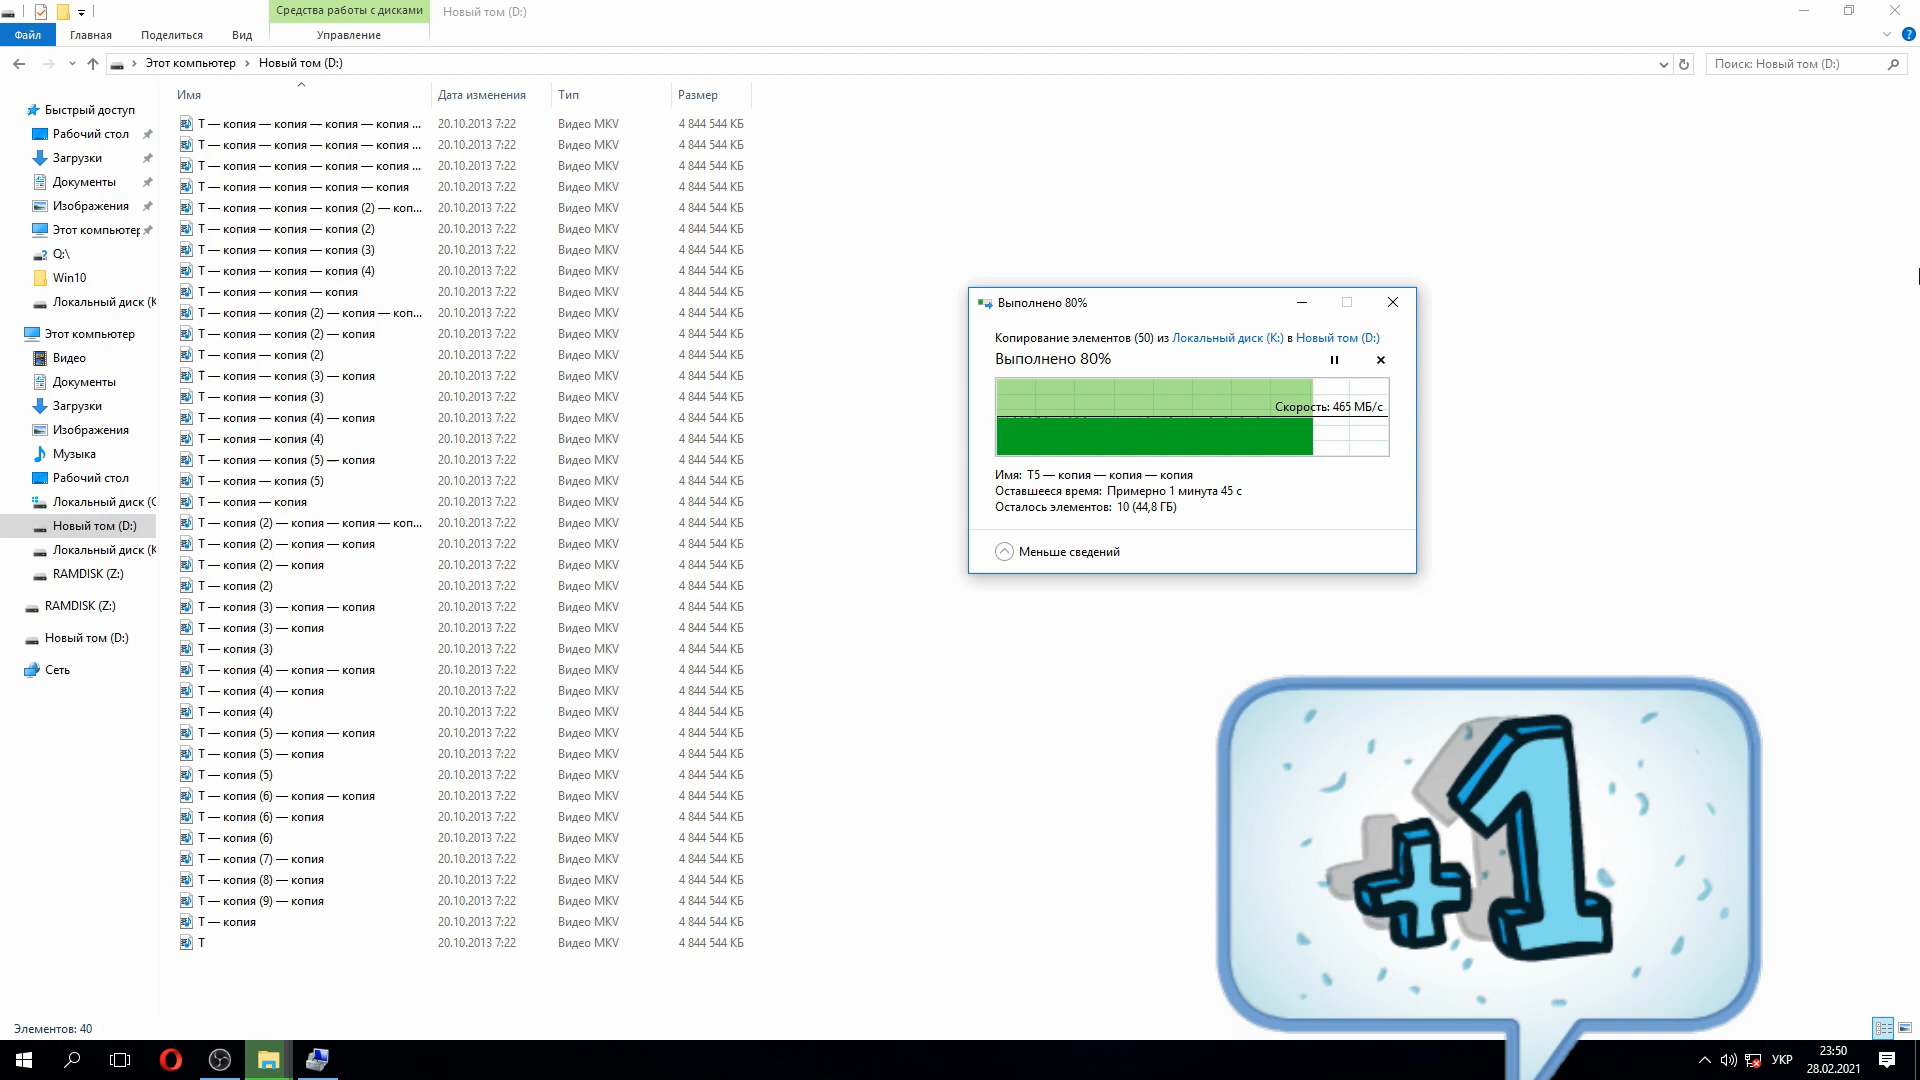 Средства работы с дисками
Новый том (D:)
Файл
Главная
Поделиться
Вид
Управление
Этот компьютер > Новый том (D:)
Поиск: Новый том (D:)
Имя
Дата изменения
Тип
Размер
Быстрый доступ
Рабочий стол
Загрузки
Документы
Изображения
Этот компьютер
Q:\
Win10
Локальный диск (K
Этот компьютер
Видео
Документы
Загрузки
Изображения
Музыка
Рабочий стол
Локальный диск (C
Новый том (D:)
Локальный диск (K
RAMDISK (Z:)
RAMDISK (Z:)
Новый том (D:)
Сеть
T — копия — копия — копия — копия ... 20.10.2013 7:22 Видео MKV 4 844 544 КБ
T — копия — копия — копия — копия ... 20.10.2013 7:22 Видео MKV 4 844 544 КБ
T — копия — копия — копия — копия ... 20.10.2013 7:22 Видео MKV 4 844 544 КБ
T — копия — копия — копия — копия 20.10.2013 7:22 Видео MKV 4 844 544 КБ
T — копия — копия — копия (2) — коп... 20.10.2013 7:22 Видео MKV 4 844 544 КБ
T — копия — копия — копия (2) 20.10.2013 7:22 Видео MKV 4 844 544 КБ
T — копия — копия — копия (3) 20.10.2013 7:22 Видео MKV 4 844 544 КБ
T — копия — копия — копия (4) 20.10.2013 7:22 Видео MKV 4 844 544 КБ
T — копия — копия — копия 20.10.2013 7:22 Видео MKV 4 844 544 КБ
T — копия — копия (2) — копия — коп... 20.10.2013 7:22 Видео MKV 4 844 544 КБ
T — копия — копия (2) — копия 20.10.2013 7:22 Видео MKV 4 844 544 КБ
T — копия — копия (2) 20.10.2013 7:22 Видео MKV 4 844 544 КБ
T — копия — копия (3) — копия 20.10.2013 7:22 Видео MKV 4 844 544 КБ
T — копия — копия (3) 20.10.2013 7:22 Видео MKV 4 844 544 КБ
T — копия — копия (4) — копия 20.10.2013 7:22 Видео MKV 4 844 544 КБ
T — копия — копия (4) 20.10.2013 7:22 Видео MKV 4 844 544 КБ
T — копия — копия (5) — копия 20.10.2013 7:22 Видео MKV 4 844 544 КБ
T — копия — копия (5) 20.10.2013 7:22 Видео MKV 4 844 544 КБ
T — копия — копия 20.10.2013 7:22 Видео MKV 4 844 544 КБ
T — копия (2) — копия — копия — коп... 20.10.2013 7:22 Видео MKV 4 844 544 КБ
T — копия (2) — копия — копия 20.10.2013 7:22 Видео MKV 4 844 544 КБ
T — копия (2) — копия 20.10.2013 7:22 Видео MKV 4 844 544 КБ
T — копия (2) 20.10.2013 7:22 Видео MKV 4 844 544 КБ
T — копия (3) — копия — копия 20.10.2013 7:22 Видео MKV 4 844 544 КБ
T — копия (3) — копия 20.10.2013 7:22 Видео MKV 4 844 544 КБ
T — копия (3) 20.10.2013 7:22 Видео MKV 4 844 544 КБ
T — копия (4) — копия — копия 20.10.2013 7:22 Видео MKV 4 844 544 КБ
T — копия (4) — копия 20.10.2013 7:22 Видео MKV 4 844 544 КБ
T — копия (4) 20.10.2013 7:22 Видео MKV 4 844 544 КБ
T — копия (5) — копия — копия 20.10.2013 7:22 Видео MKV 4 844 544 КБ
T — копия (5) — копия 20.10.2013 7:22 Видео MKV 4 844 544 КБ
T — копия (5) 20.10.2013 7:22 Видео MKV 4 844 544 КБ
T — копия (6) — копия — копия 20.10.2013 7:22 Видео MKV 4 844 544 КБ
T — копия (6) — копия 20.10.2013 7:22 Видео MKV 4 844 544 КБ
T — копия (6) 20.10.2013 7:22 Видео MKV 4 844 544 КБ
T — копия (7) — копия 20.10.2013 7:22 Видео MKV 4 844 544 КБ
T — копия (8) — копия 20.10.2013 7:22 Видео MKV 4 844 544 КБ
T — копия (9) — копия 20.10.2013 7:22 Видео MKV 4 844 544 КБ
T — копия 20.10.2013 7:22 Видео MKV 4 844 544 КБ
T 20.10.2013 7:22 Видео MKV 4 844 544 КБ
Выполнено 80%
Копирование элементов (50) из Локальный диск (K:) в Новый том (D:)
Выполнено 80%
Скорость: 465 МБ/с
Имя: T5 — копия — копия — копия
Оставшееся время: Примерно 1 минута 45 с
Осталось элементов: 10 (44,8 ГБ)
Меньше сведений
+1
Элементов: 40
УКР
23:50
28.02.2021